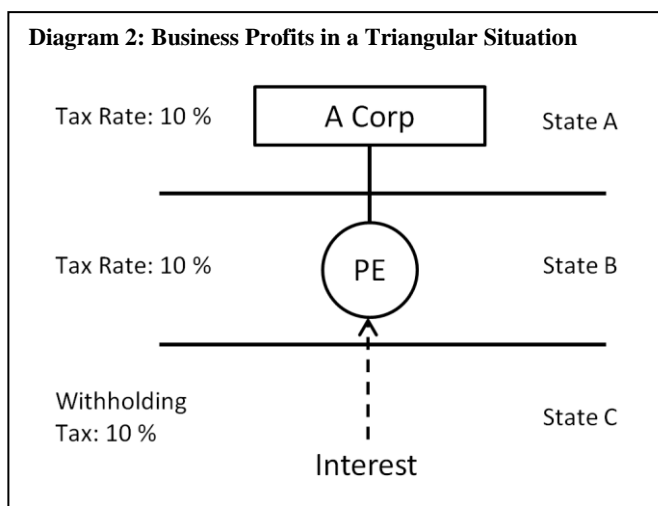 Diagram 2: Business Profits in a Triangular Situation
Tax Rate: 10 %
A Corp
State A
Tax Rate: 10 %
PE
State B
Withholding
Tax: 10 %
State C
Interest